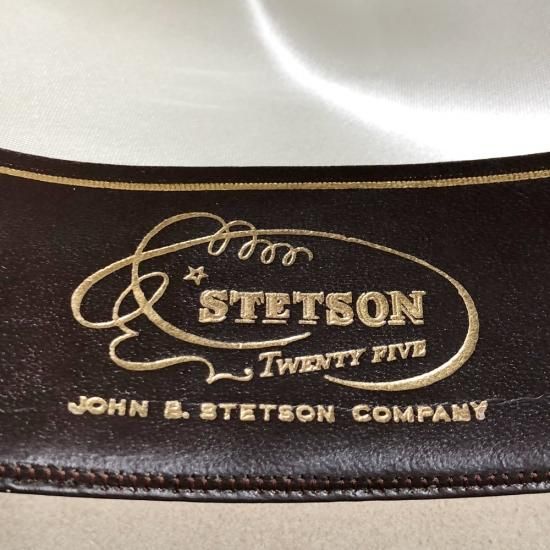 STETSON
TWENTY FIVE
JOHN B. STETSON COMPANY